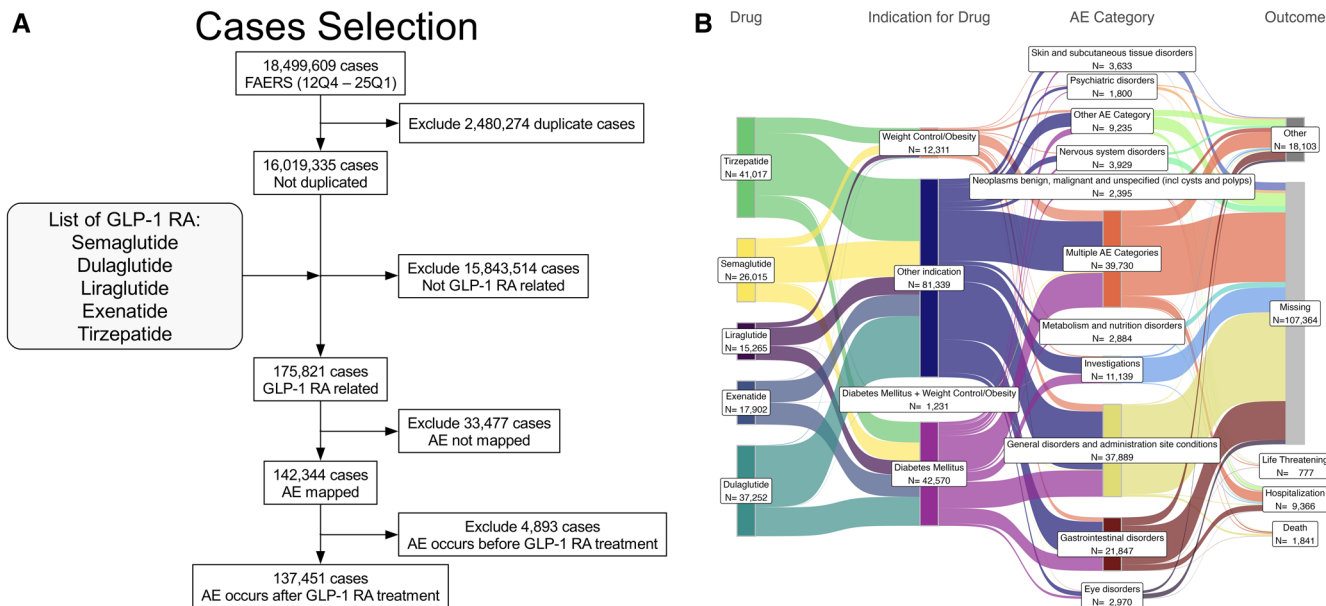 A
Cases Selection
18,499,609 cases
FAERS (12Q4 – 25Q1)
Exclude 2,480,274 duplicate cases
16,019,335 cases
Not duplicated
List of GLP-1 RA:
Semaglutide
Dulaglutide
Liraglutide
Exenatide
Tirzepatide
Exclude 15,843,514 cases
Not GLP-1 RA related
175,821 cases
GLP-1 RA related
Exclude 33,477 cases
AE not mapped
142,344 cases
AE mapped
Exclude 4,893 cases
AE occurs before GLP-1 RA treatment
137,451 cases
AE occurs after GLP-1 RA treatment
B
Drug
Indication for Drug
AE Category
Outcome
Tirzepatide
N= 41,017
Semaglutide
N= 26,015
Liraglutide
N= 15,265
Exenatide
N= 17,902
Dulaglutide
N= 37,252
Weight Control/Obesity
N= 12,311
Other indication
N= 81,339
Diabetes Mellitus + Weight Control/Obesity
N= 1,231
Diabetes Mellitus
N= 42,570
Skin and subcutaneous tissue disorders
N= 3,633
Psychiatric disorders
N= 1,800
Other AE Category
N= 9,235
Nervous system disorders
N= 3,929
Neoplasms benign, malignant and unspecified (incl cysts and polyps)
N= 2,395
Multiple AE Categories
N= 39,730
Metabolism and nutrition disorders
N= 2,884
Investigations
N= 11,139
General disorders and administration site conditions
N= 37,889
Gastrointestinal disorders
N= 21,847
Eye disorders
N= 2,970
Other
N= 18,103
Missing
N=107,364
Life Threatening
N= 777
Hospitalization
N= 9,366
Death
N= 1,841